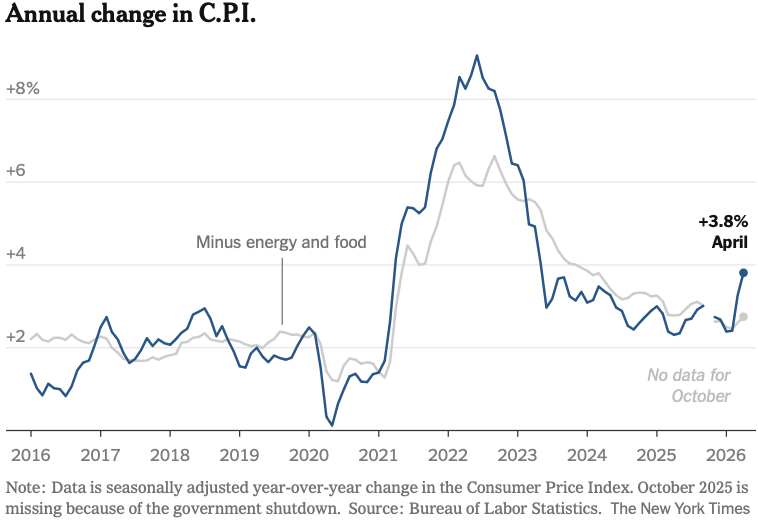 Annual change in C.P.I.
+8%
+6
+4
+2
Minus energy and food
+3.8%
April
No data for
October
2016 2017 2018 2019 2020 2021 2022 2023 2024 2025 2026
Note: Data is seasonally adjusted year-over-year change in the Consumer Price Index. October 2025 is
missing because of the government shutdown. Source: Bureau of Labor Statistics. The New York Times